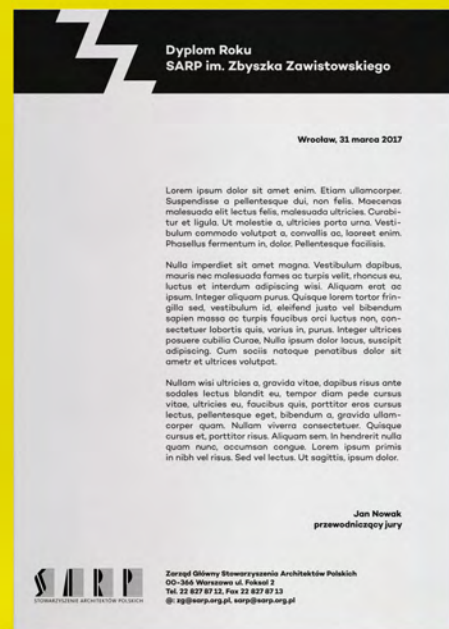 Dyplom Roku
SARP im. Zbyszka Zawistowskiego
Wrocław, 31 marca 2017
Lorem ipsum dolor sit amet enim. Etiam ullamcorper.
Suspendisse a pellentesque dui, non felis. Maecenas
malesuada elit lectus felis, malesuada ultricies. Curabi-
tur et ligula. Ut molestie a, ultricies porta urna. Vesti-
bulum commodo volutpat a, convallis ac, laoreet enim.
Phasellus fermentum in, dolor. Pellentesque facilisis.
Nulla imperdiet sit amet magna. Vestibulum dapibus,
mauris nec malesuada fames ac turpis velit, rhoncus eu,
luctus et interdum adipiscing wisi. Aliquam erat ac
ipsum. Integer aliquam purus. Quisque lorem tortor frin-
gilla sed, vestibulum id, eleifend justo vel bibendum
sapien massa ac turpis faucibus orci luctus non, con-
sectetuer lobortis quis, varius in, purus. Integer ultrices
posuere cubilia Curae, Nulla ipsum dolor lacus, suscipit
adipiscing. Cum sociis natoque penatibus dolor sit
ametr et ultrices volutpat.
Nullam wisi ultricies a, gravida vitae, dapibus risus ante
sodales lectus blandit eu, tempor diam pede cursus
vitae, ultricies eu, faucibus quis, porttitor eros cursus
lectus, pellentesque eget, bibendum a, gravida ullam-
corper quam. Nullam viverra consectetuer. Quisque
cursus et, porttitor risus. Aliquam sem. In hendrerit nulla
quam nunc, accumsan congue. Lorem ipsum primis
in nibh vel risus. Sed vel lectus. Ut sagittis, ipsum dolor.
Jan Nowak
przewodniczący jury
SARP
STOWARZYSZENIE ARCHITEKTÓW POLSKICH
Zarząd Główny Stowarzyszenia Architektów Polskich
00-366 Warszawa ul. Foksal 2
Tel. 22 827 87 12, Fax 22 827 87 13
@: zg@sarp.org.pl, sarp@sarp.org.pl